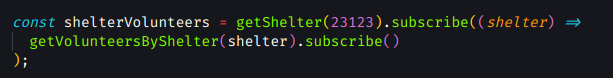 const shelterVolunteers = getShelter(23123).subscribe((shelter) =>
  getVolunteersByShelter(shelter).subscribe()
);